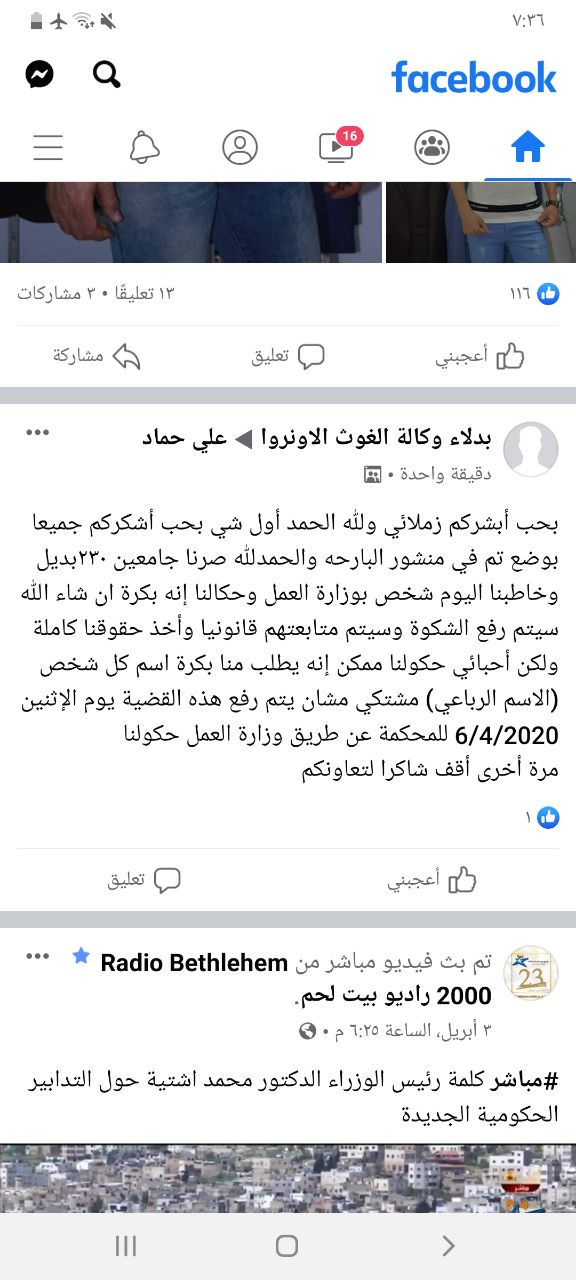 ٧:٣٦
facebook
16
١١٦
١٣ تعليقًا • ٣ مشاركات
أعجبني
تعليق
مشاركة
بدلاء وكالة الغوث الاونروا ◀ علي حماد
دقيقة واحدة •
بحب أبشركم زملائي ولله الحمد أول شي بحب أشكركم جميعا
بوضع تم في منشور البارحه والحمدلله صرنا جامعين ٢٣٠بديل
وخاطبنا اليوم شخص بوزارة العمل وحكالنا إنه بكرة ان شاء الله
سيتم رفع الشكوة وسيتم متابعتهم قانونيا وأخذ حقوقنا كاملة
ولكن أحبائي حكولنا ممكن إنه يطلب منا بكرة اسم كل شخص
(الاسم الرباعي) مشتكي مشان يتم رفع هذه القضية يوم الإثنين
6/4/2020 للمحكمة عن طريق وزارة العمل حكولنا
مرة أخرى أقف شاكرا لتعاونكم
١
أعجبني
تعليق
تم بث فيديو مباشر من Radio Bethlehem
2000 راديو بيت لحم.
٣ أبريل، الساعة ٦:٢٥ م •
#مباشر كلمة رئيس الوزراء الدكتور محمد اشتية حول التدابير
الحكومية الجديدة
23
مباشر